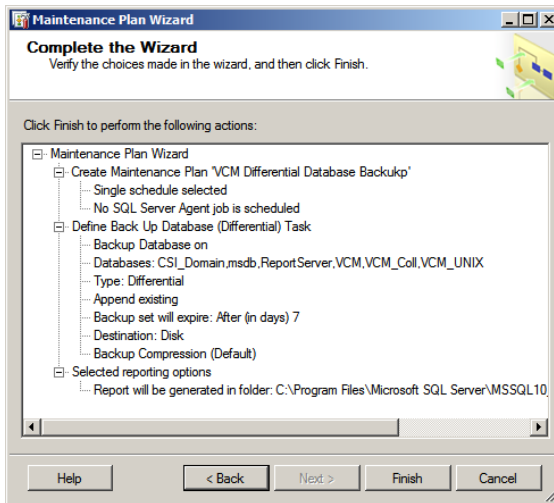 Maintenance Plan Wizard
Complete the Wizard
Verify the choices made in the wizard, and then click Finish.
Click Finish to perform the following actions:
Maintenance Plan Wizard
Create Maintenance Plan 'VCM Differential Database Backukp'
Single schedule selected
No SQL Server Agent job is scheduled
Define Back Up Database (Differential) Task
Backup Database on
Databases: CSI_Domain,msdb,ReportServer,VCM,VCM_Coll,VCM_UNIX
Type: Differential
Append existing
Backup set will expire: After (in days) 7
Destination: Disk
Backup Compression (Default)
Selected reporting options
Report will be generated in folder: C:\Program Files\Microsoft SQL Server\MSSQL10_
Help < Back Next > Finish Cancel